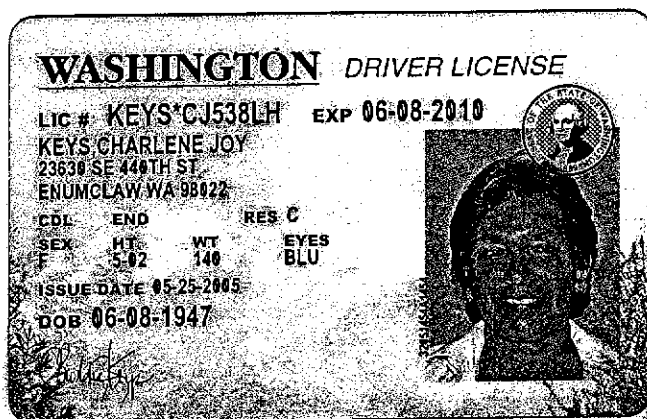 WASHINGTON DRIVER LICENSE
LIC # KEYS*CJ538LH EXP 06-08-2010
KEYS CHARLENE JOY
23630 SE 440TH ST
ENUMCLAW WA 98022
CDL END RES C
SEX HT WT EYES
F 5-02 140 BLU
ISSUE DATE 05-25-2005
DOB 06-08-1947